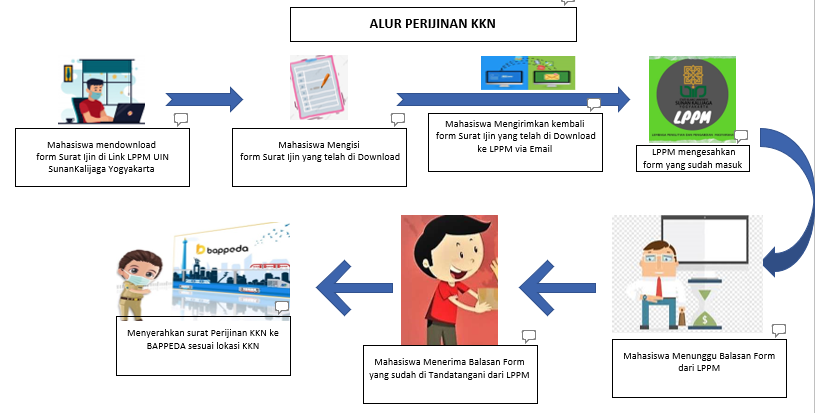 ALUR PERIJINAN KKN
Mahasiswa mendownload
form Surat Ijin di Link LPPM UIN
SunanKalijaga Yogyakarta
Mahasiswa Mengisi
form Surat Ijin yang telah di Download
Mahasiswa Mengirimkan kembali
form Surat Ijin yang telah di Download
ke LPPM via Email
SUNAN KALIJAGA
LPPM
LPPM mengesahkan
form yang sudah masuk
bappeda
Menyerahkan surat Perijinan KKN ke
BAPPEDA sesuai lokasi KKN
Mahasiswa Menerima Balasan Form
yang sudah di Tandatangani dari LPPM
$
Mahasiswa Menunggu Balasan Form
dari LPPM